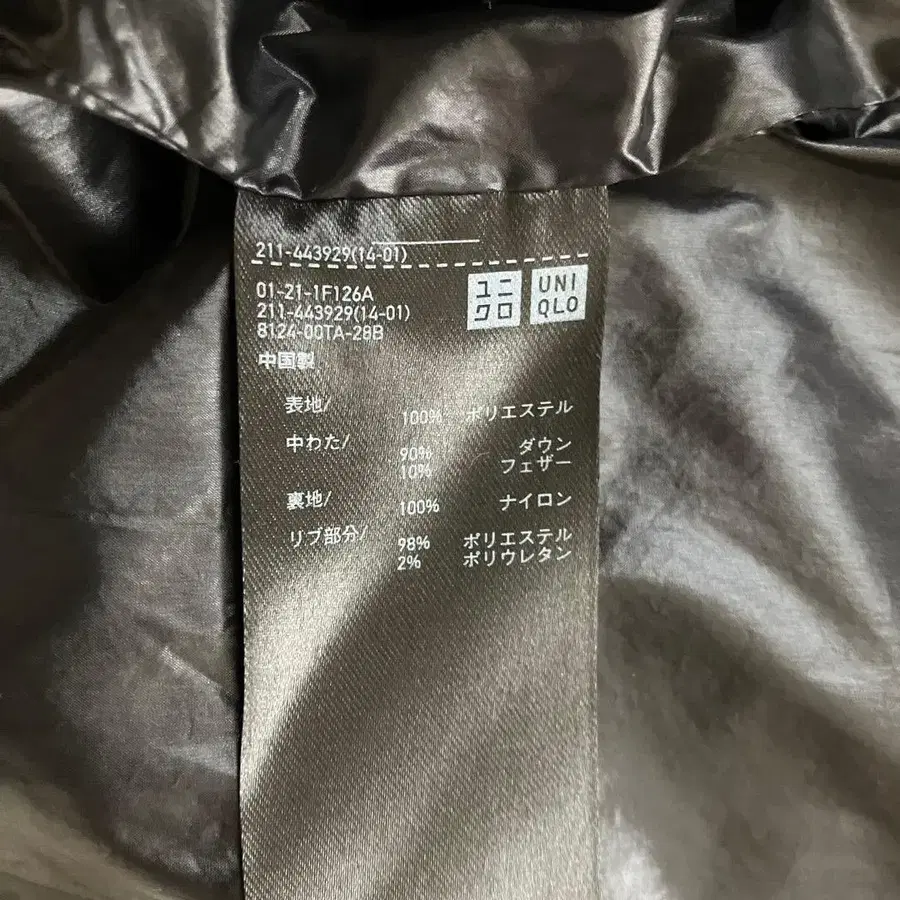 211-443929(14-01)
01-21-1F126A
211-443929(14-01)
8124-00TA-28B
ユニ
クロ
UNI
QLO
中国製
表地/ 100% ポリエステル
中わた/ 90% ダウン
10% フェザー
裏地/ 100% ナイロン
リブ部分/ 98% ポリエステル
2% ポリウレタン